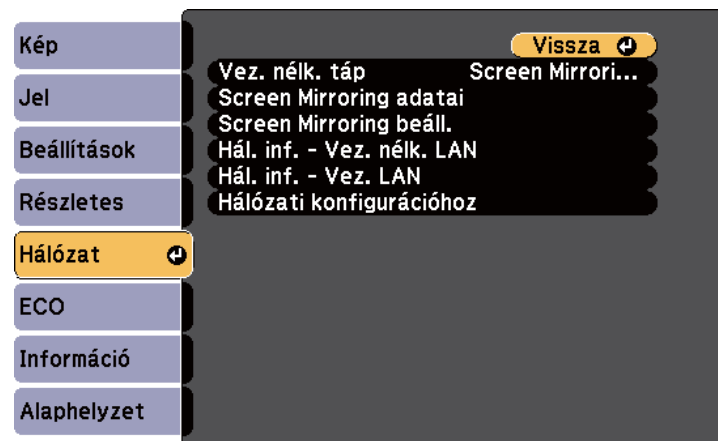 Kép
Jel
Beállítások
Részletes
Hálózat
ECO
Információ
Alaphelyzet
Vissza
Vez. nélk. táp Screen Mirrori...
Screen Mirroring adatai
Screen Mirroring beáll.
Hál. inf. - Vez. nélk. LAN
Hál. inf. - Vez. LAN
Hálózati konfigurációhoz